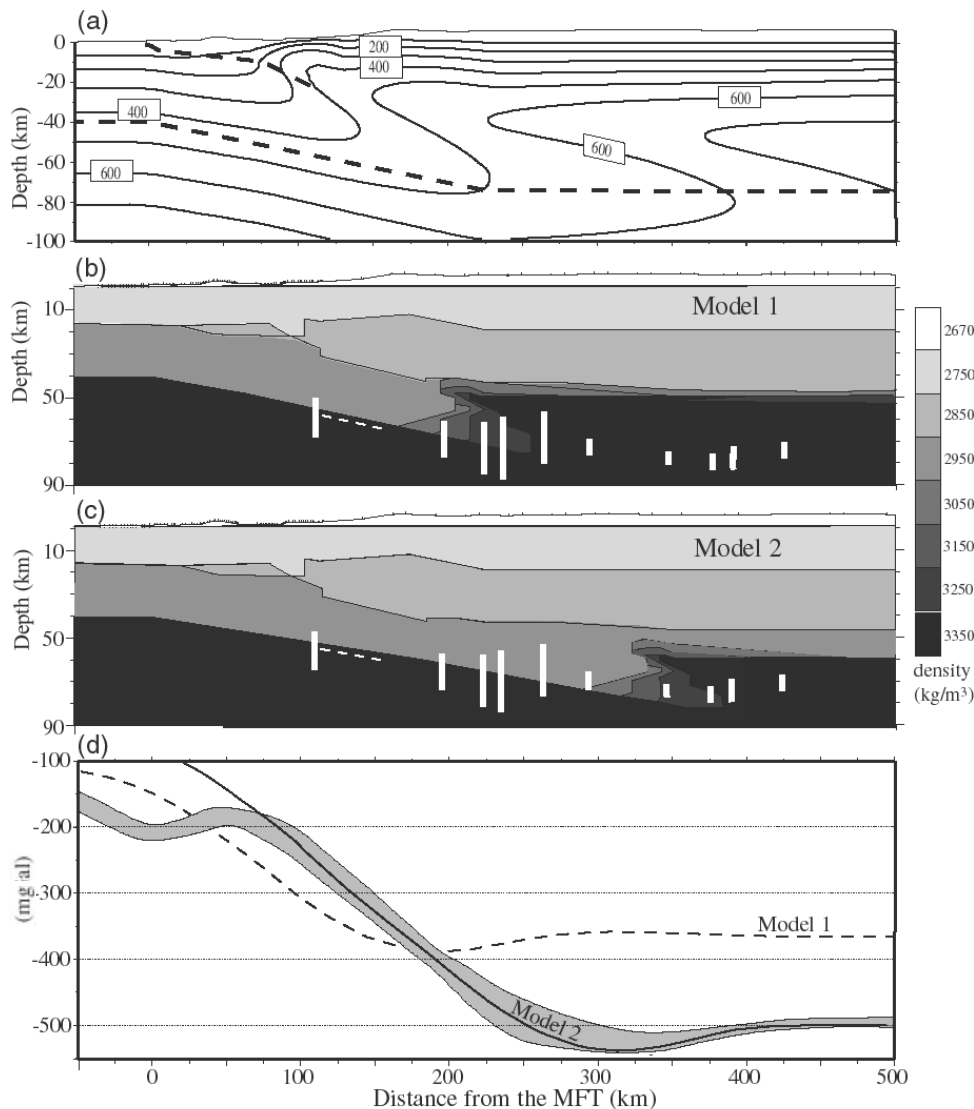 (a)
0
-20
-40
-60
-80
-100
Depth (km)
200
400
600
400
600
600
(b)
Model 1
10
50
90
Depth (km)
(c)
Model 2
10
50
90
Depth (km)
2670
2750
2850
2950
3050
3150
3250
3350
density
(kg/m³)
(d)
-100
-200
-300
-400
-500
(mgal)
Model 1
Model 2
0
100
200
300
400
500
Distance from the MFT (km)